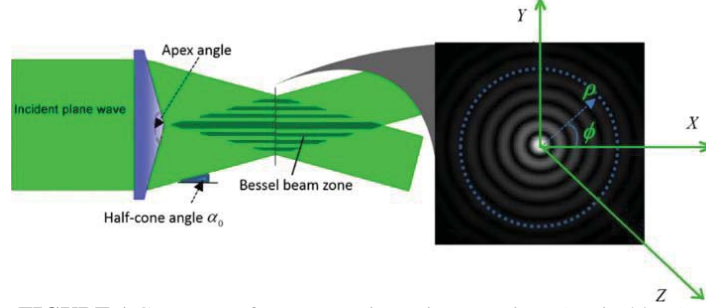 Y
Apex angle
Incident plane wave
ρ
ϕ
X
Bessel beam zone
Half-cone angle α₀
Z